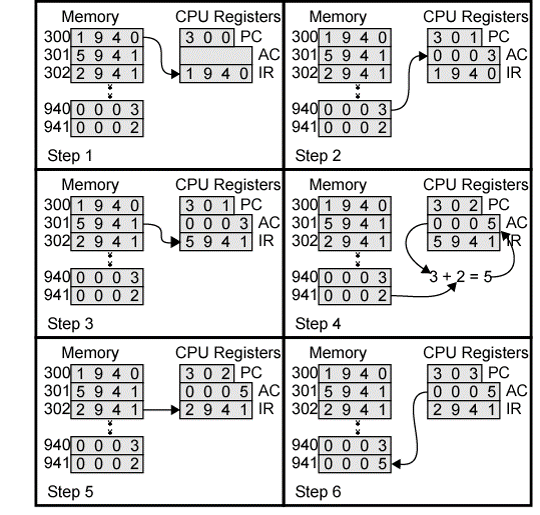 Memory CPU Registers
300 1 9 4 0 3 0 0 PC
301 5 9 4 1 AC
302 2 9 4 1 1 9 4 0 IR
940 0 0 0 3
941 0 0 0 2
Step 1
Memory CPU Registers
300 1 9 4 0 3 0 1 PC
301 5 9 4 1 0 0 0 3 AC
302 2 9 4 1 1 9 4 0 IR
940 0 0 0 3
941 0 0 0 2
Step 2
Memory CPU Registers
300 1 9 4 0 3 0 1 PC
301 5 9 4 1 0 0 0 3 AC
302 2 9 4 1 5 9 4 1 IR
940 0 0 0 3
941 0 0 0 2
Step 3
Memory CPU Registers
300 1 9 4 0 3 0 2 PC
301 5 9 4 1 0 0 0 5 AC
302 2 9 4 1 5 9 4 1 IR
940 0 0 0 3 3 + 2 = 5
941 0 0 0 2
Step 4
Memory CPU Registers
300 1 9 4 0 3 0 2 PC
301 5 9 4 1 0 0 0 5 AC
302 2 9 4 1 2 9 4 1 IR
940 0 0 0 3
941 0 0 0 2
Step 5
Memory CPU Registers
300 1 9 4 0 3 0 3 PC
301 5 9 4 1 0 0 0 5 AC
302 2 9 4 1 2 9 4 1 IR
940 0 0 0 3
941 0 0 0 5
Step 6